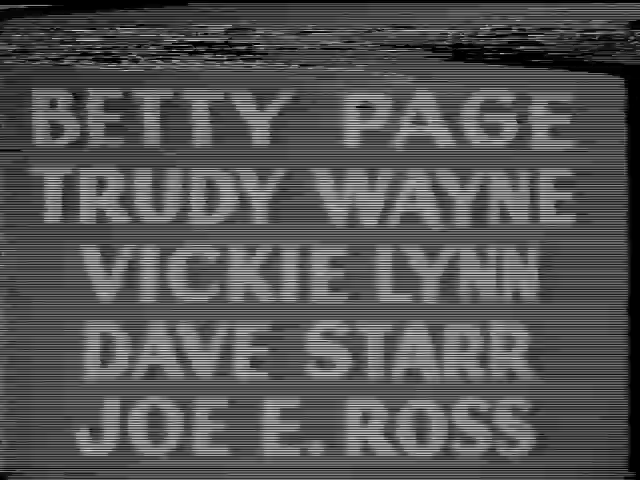 BETTY PAGE
TRUDY WAYNE
VICKIE LYNN
DAVE STARR
JOE E. ROSS